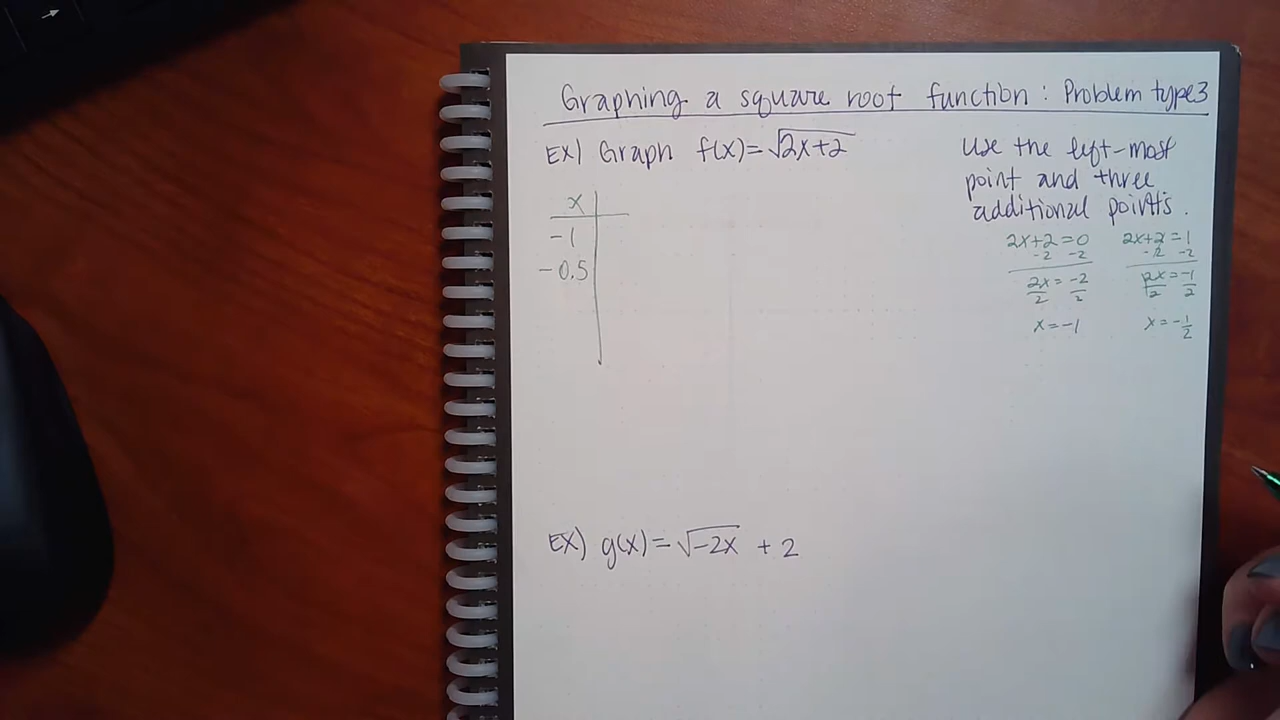 Graphing a square root function : Problem type 3
EX) Graph f(x)=√2x+2
Use the left-most
point and three
additional points.
x
-1
-0.5
2x+2=0
-2 -2
2x=-2
2 2
x=-1
2x+2=1
-2 -2
2x=-1
2 2
x=-1/2
EX) g(x)=√-2x + 2